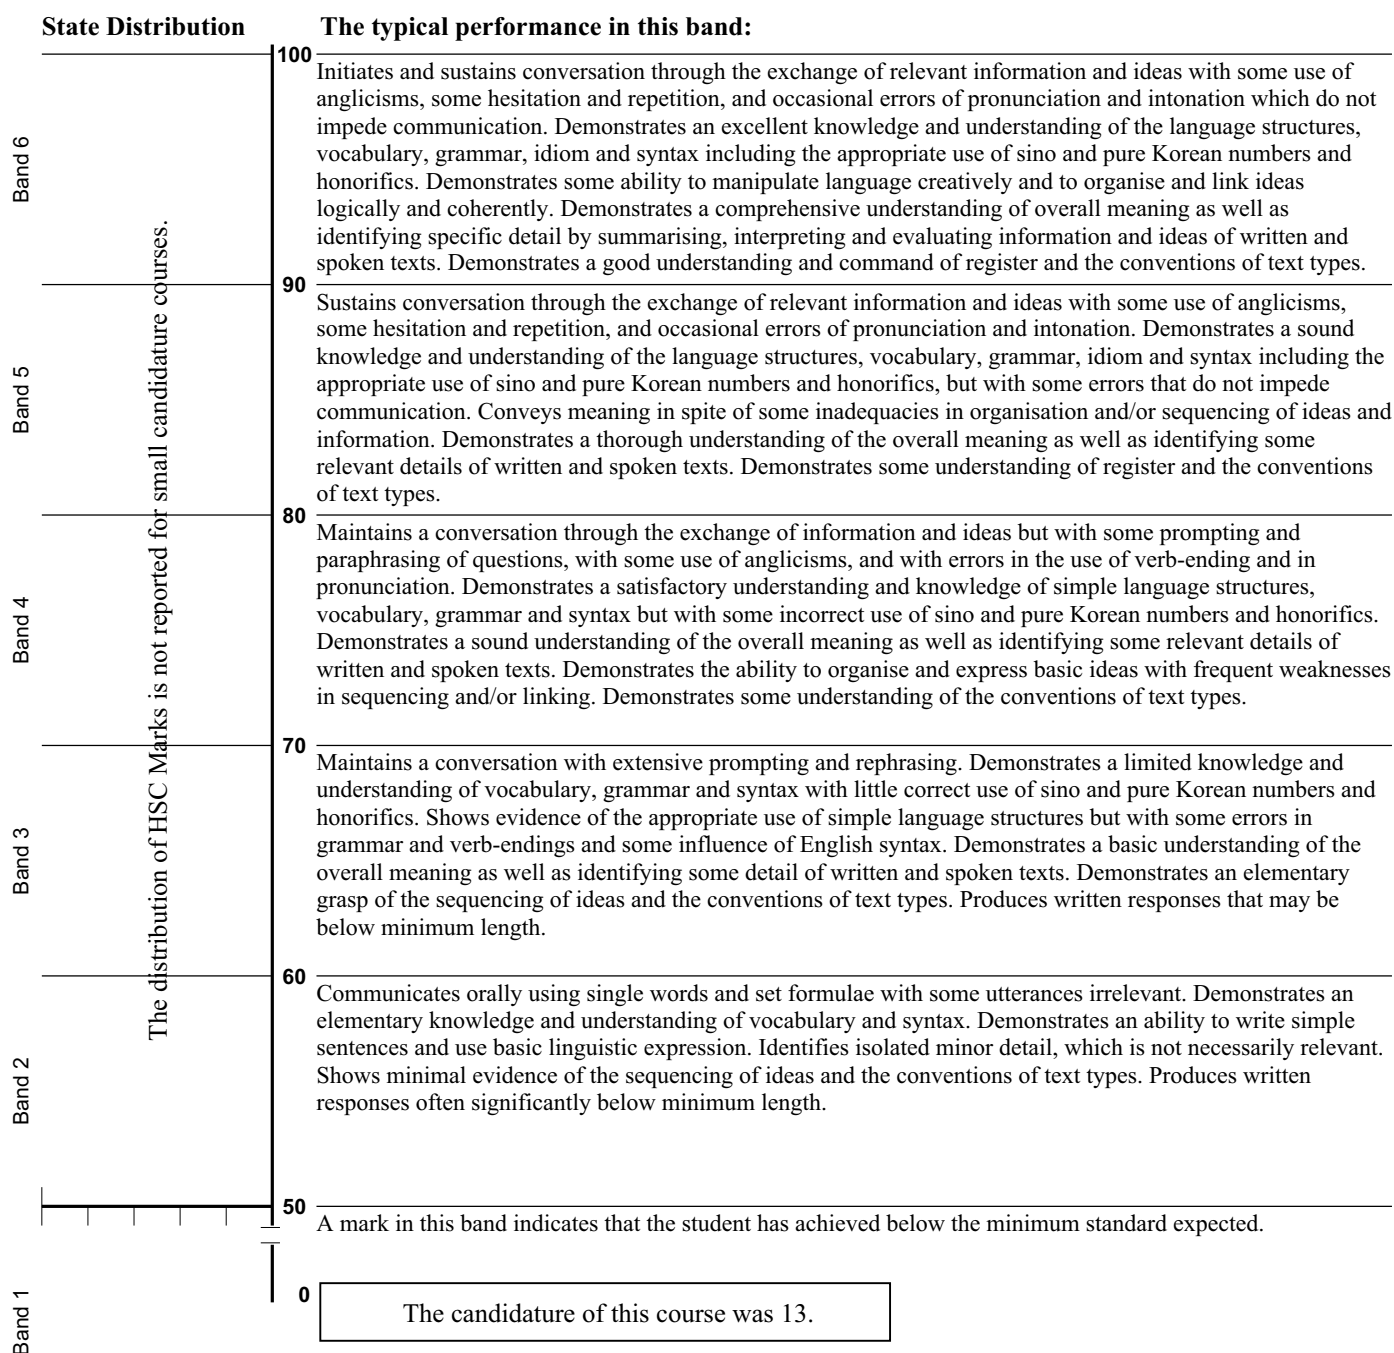 State Distribution
The typical performance in this band:
100
Band 6
Initiates and sustains conversation through the exchange of relevant information and ideas with some use of
anglicisms, some hesitation and repetition, and occasional errors of pronunciation and intonation which do not
impede communication. Demonstrates an excellent knowledge and understanding of the language structures,
vocabulary, grammar, idiom and syntax including the appropriate use of sino and pure Korean numbers and
honorifics. Demonstrates some ability to manipulate language creatively and to organise and link ideas
logically and coherently. Demonstrates a comprehensive understanding of overall meaning as well as
identifying specific detail by summarising, interpreting and evaluating information and ideas of written and
spoken texts. Demonstrates a good understanding and command of register and the conventions of text types.
90
Band 5
Sustains conversation through the exchange of relevant information and ideas with some use of anglicisms,
some hesitation and repetition, and occasional errors of pronunciation and intonation. Demonstrates a sound
knowledge and understanding of the language structures, vocabulary, grammar, idiom and syntax including the
appropriate use of sino and pure Korean numbers and honorifics, but with some errors that do not impede
communication. Conveys meaning in spite of some inadequacies in organisation and/or sequencing of ideas and
information. Demonstrates a thorough understanding of the overall meaning as well as identifying some
relevant details of written and spoken texts. Demonstrates some understanding of register and the conventions
of text types.
80
Band 4
Maintains a conversation through the exchange of information and ideas but with some prompting and
paraphrasing of questions, with some use of anglicisms, and with errors in the use of verb-ending and in
pronunciation. Demonstrates a satisfactory understanding and knowledge of simple language structures,
vocabulary, grammar and syntax but with some incorrect use of sino and pure Korean numbers and honorifics.
Demonstrates a sound understanding of the overall meaning as well as identifying some relevant details of
written and spoken texts. Demonstrates the ability to organise and express basic ideas with frequent weaknesses
in sequencing and/or linking. Demonstrates some understanding of the conventions of text types.
70
Band 3
Maintains a conversation with extensive prompting and rephrasing. Demonstrates a limited knowledge and
understanding of vocabulary, grammar and syntax with little correct use of sino and pure Korean numbers and
honorifics. Shows evidence of the appropriate use of simple language structures but with some errors in
grammar and verb-endings and some influence of English syntax. Demonstrates a basic understanding of the
overall meaning as well as identifying some detail of written and spoken texts. Demonstrates an elementary
grasp of the sequencing of ideas and the conventions of text types. Produces written responses that may be
below minimum length.
60
Band 2
Communicates orally using single words and set formulae with some utterances irrelevant. Demonstrates an
elementary knowledge and understanding of vocabulary and syntax. Demonstrates an ability to write simple
sentences and use basic linguistic expression. Identifies isolated minor detail, which is not necessarily relevant.
Shows minimal evidence of the sequencing of ideas and the conventions of text types. Produces written
responses often significantly below minimum length.
50
A mark in this band indicates that the student has achieved below the minimum standard expected.
Band 1
0
The candidature of this course was 13.
The distribution of HSC Marks is not reported for small candidature courses.